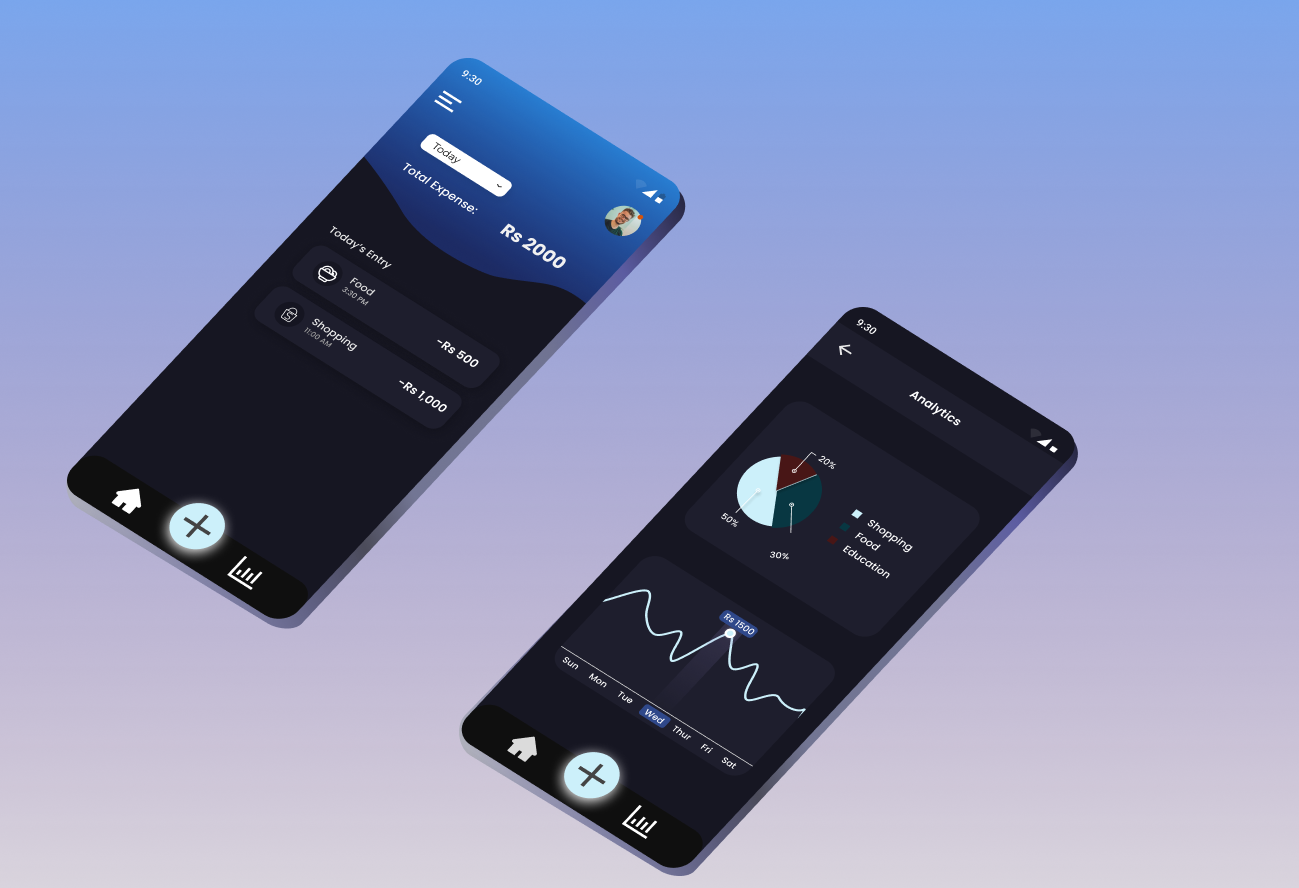 9:30
Today
Total Expense:
Rs 2000
Today's Entry
Food
3:30 PM
-Rs 500
Shopping
11:00 AM
-Rs 1,000
9:30
Analytics
20%
50%
30%
Shopping
Food
Education
Rs 1500
Sun Mon Tue Wed Thur Fri Sat